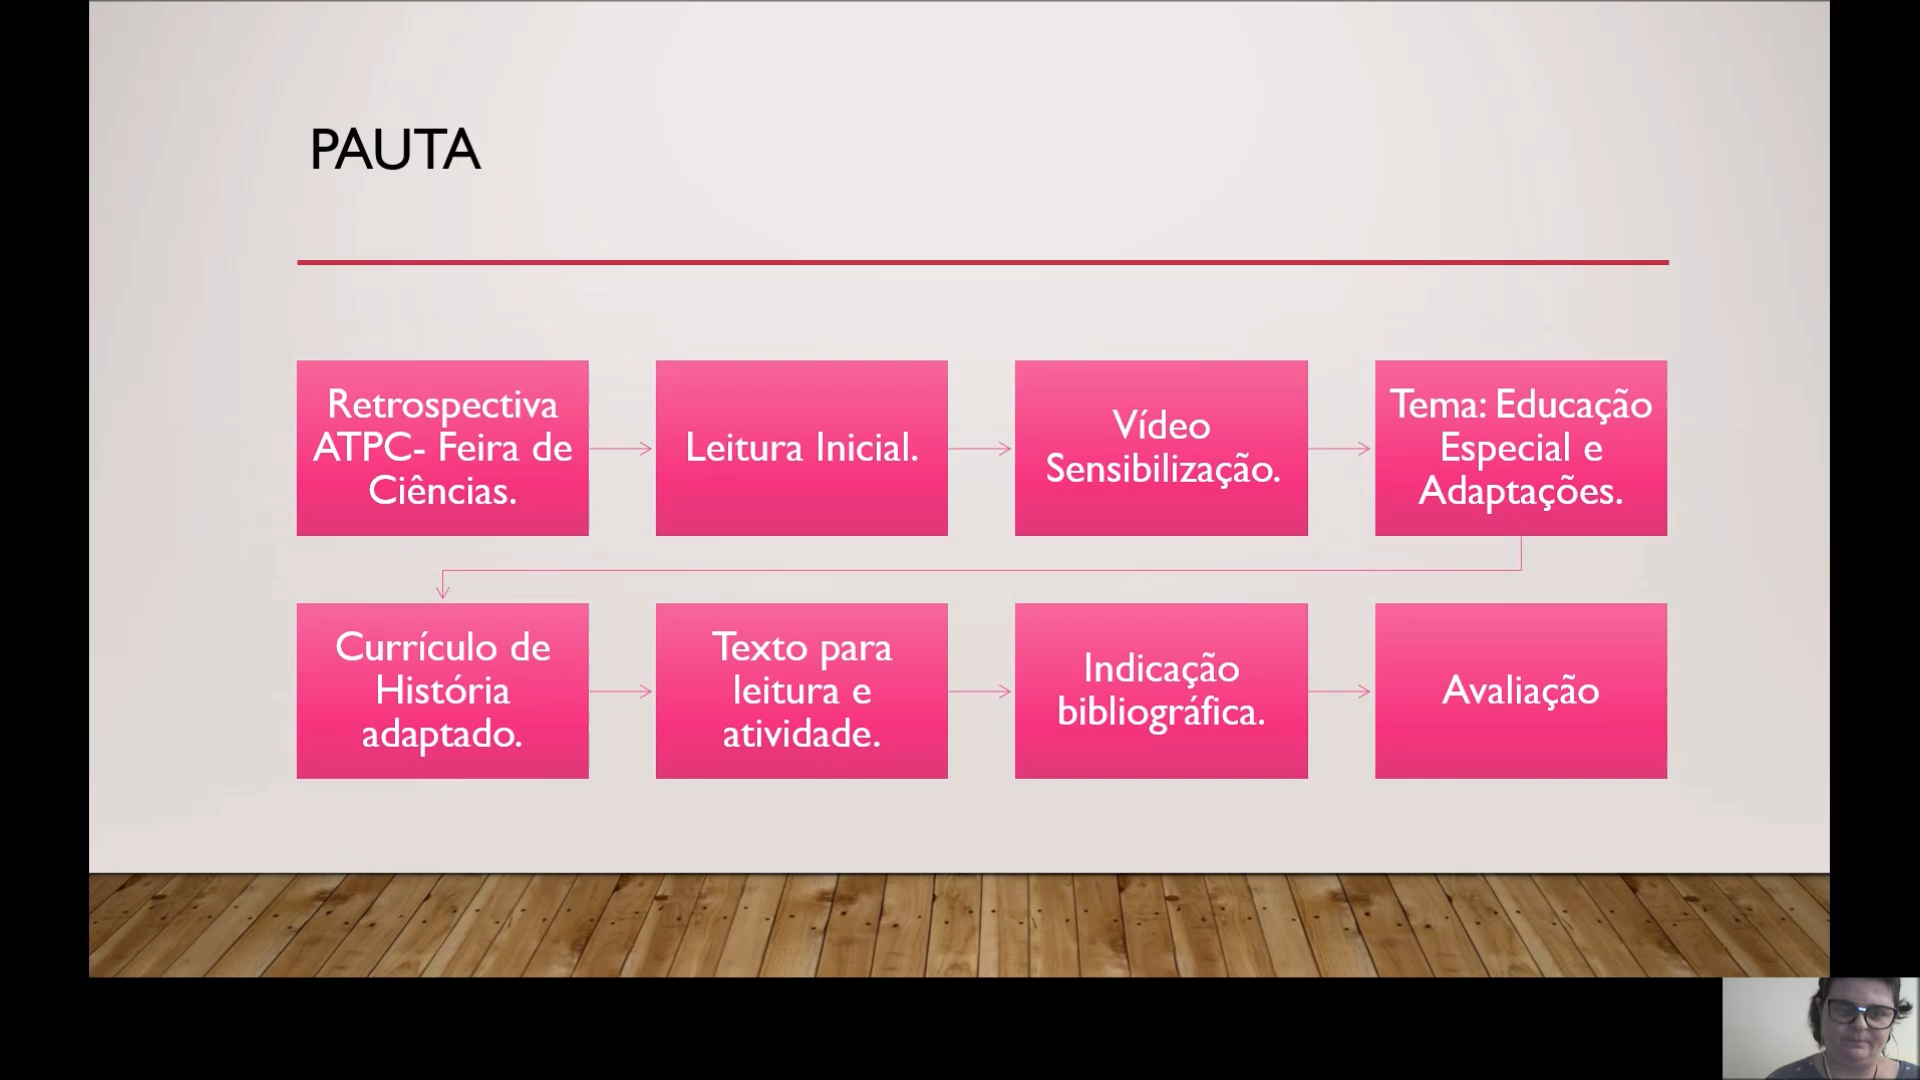 PAUTA
Retrospectiva
ATPC- Feira de
Ciências.
Leitura Inicial.
Vídeo
Sensibilização.
Tema: Educação
Especial e
Adaptações.
Currículo de
História
adaptado.
Texto para
leitura e
atividade.
Indicação
bibliográfica.
Avaliação